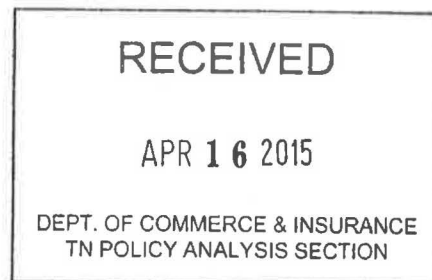 RECEIVED
APR 16 2015
DEPT. OF COMMERCE & INSURANCE
TN POLICY ANALYSIS SECTION